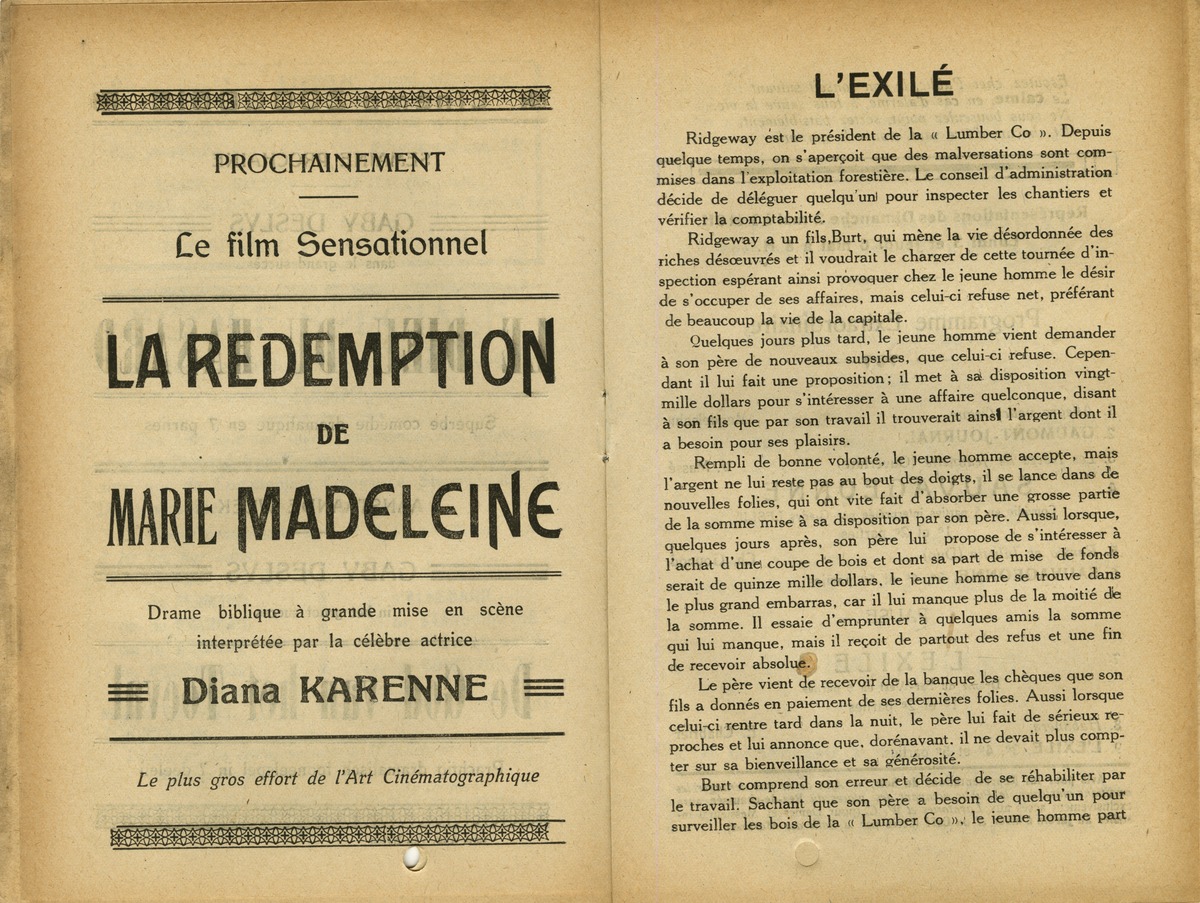 PROCHAINEMENT
Le film Sensationnel
LA REDEMPTION
DE
MARIE MADELEINE
Drame biblique à grande mise en scène
interprétée par la célèbre actrice
Diana KARENNE
Le plus gros effort de l'Art Cinématographique
L'EXILÉ
Ridgeway est le président de la « Lumber Co ». Depuis
quelque temps, on s'aperçoit que des malversations sont com-
mises dans l'exploitation forestière. Le conseil d'administration
décide de déléguer quelqu'un pour inspecter les chantiers et
vérifier la comptabilité.
Ridgeway a un fils,Burt, qui mène la vie désordonnée des
riches désœuvrés et il voudrait le charger de cette tournée d'in-
spection espérant ainsi provoquer chez le jeune homme le désir
de s'occuper de ses affaires, mais celui-ci refuse net, préférant
de beaucoup la vie de la capitale.
Quelques jours plus tard, le jeune homme vient demander
à son père de nouveaux subsides, que celui-ci refuse. Cepen-
dant il lui fait une proposition ; il met à sa disposition vingt-
mille dollars pour s'intéresser à une affaire quelconque, disant
à son fils que par son travail il trouverait ainsi l'argent dont il
a besoin pour ses plaisirs.
Rempli de bonne volonté, le jeune homme accepte, mais
l'argent ne lui reste pas au bout des doigts, il se lance dans de
nouvelles folies, qui ont vite fait d'absorber une grosse partie
de la somme mise à sa disposition par son père. Aussi lorsque,
quelques jours après, son père lui propose de s'intéresser à
l'achat d'une coupe de bois et dont sa part de mise de fonds
serait de quinze mille dollars, le jeune homme se trouve dans
le plus grand embarras, car il lui manque plus de la moitié de
la somme. Il essaie d'emprunter à quelques amis la somme
qui lui manque, mais il reçoit de partout des refus et une fin
de recevoir absolue.
Le père vient de recevoir de la banque les chèques que son
fils a donnés en paiement de ses dernières folies. Aussi lorsque
celui-ci rentre tard dans la nuit, le père lui fait de sérieux re-
proches et lui annonce que, dorénavant, il ne devait plus comp-
ter sur sa bienveillance et sa générosité.
Burt comprend son erreur et décide de se réhabiliter par
le travail. Sachant que son père a besoin de quelqu'un pour
surveiller les bois de la « Lumber Co », le jeune homme part